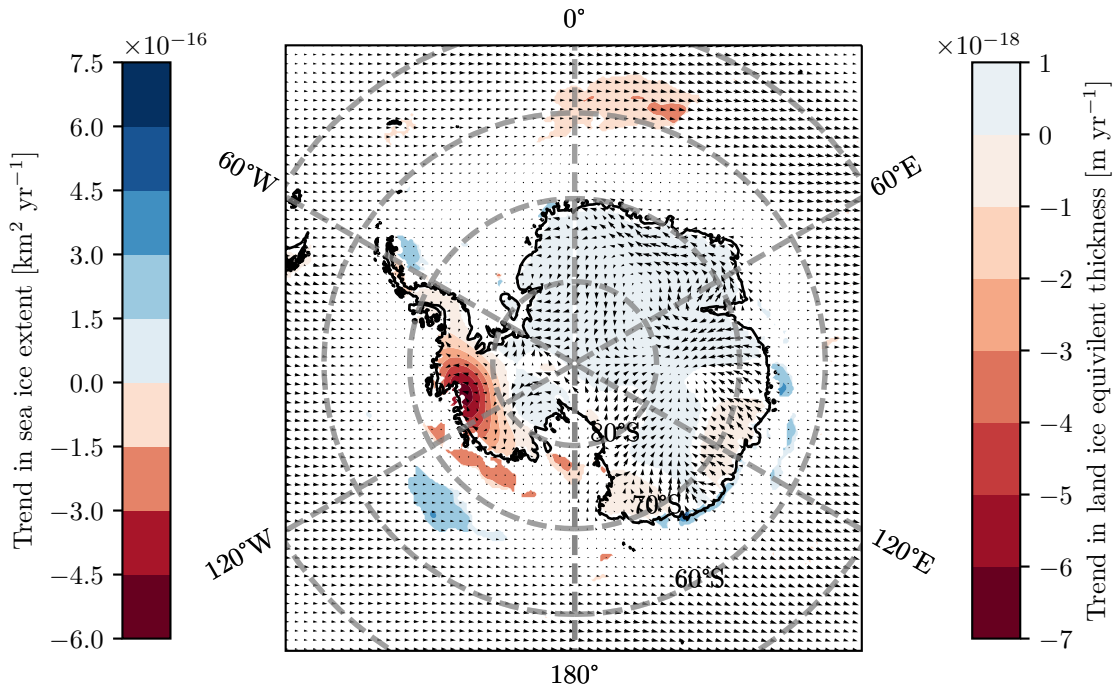 0°
×10⁻¹⁶
×10⁻¹⁸
7.5
6.0
4.5
3.0
1.5
0.0
−1.5
−3.0
−4.5
−6.0
Trend in sea ice extent [km² yr⁻¹]
60°W
60°E
120°W
120°E
80°S
70°S
60°S
180°
1
0
−1
−2
−3
−4
−5
−6
−7
Trend in land ice equivilent thickness [m yr⁻¹]